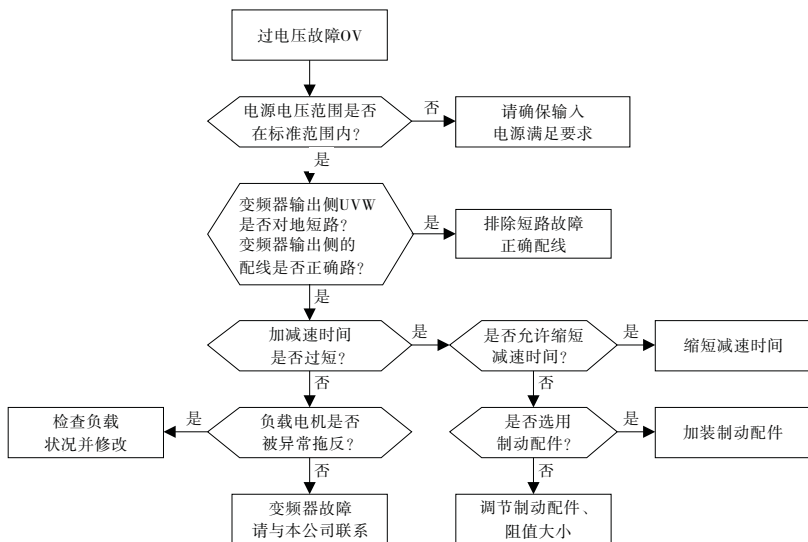 过电压故障OV
电源电压范围是否
在标准范围内?
否
请确保输入
电源满足要求
是
变频器输出侧UVW
是否对地短路?
变频器输出侧的
配线是否正确路?
是
排除短路故障
正确配线
是
加减速时间
是否过短?
是
是否允许缩短
减速时间?
是
缩短减速时间
否
否
检查负载
状况并修改
是
负载电机是否
被异常拖反?
是否选用
制动配件?
是
加装制动配件
否
否
变频器故障
请与本公司联系
调节制动配件、
阻值大小